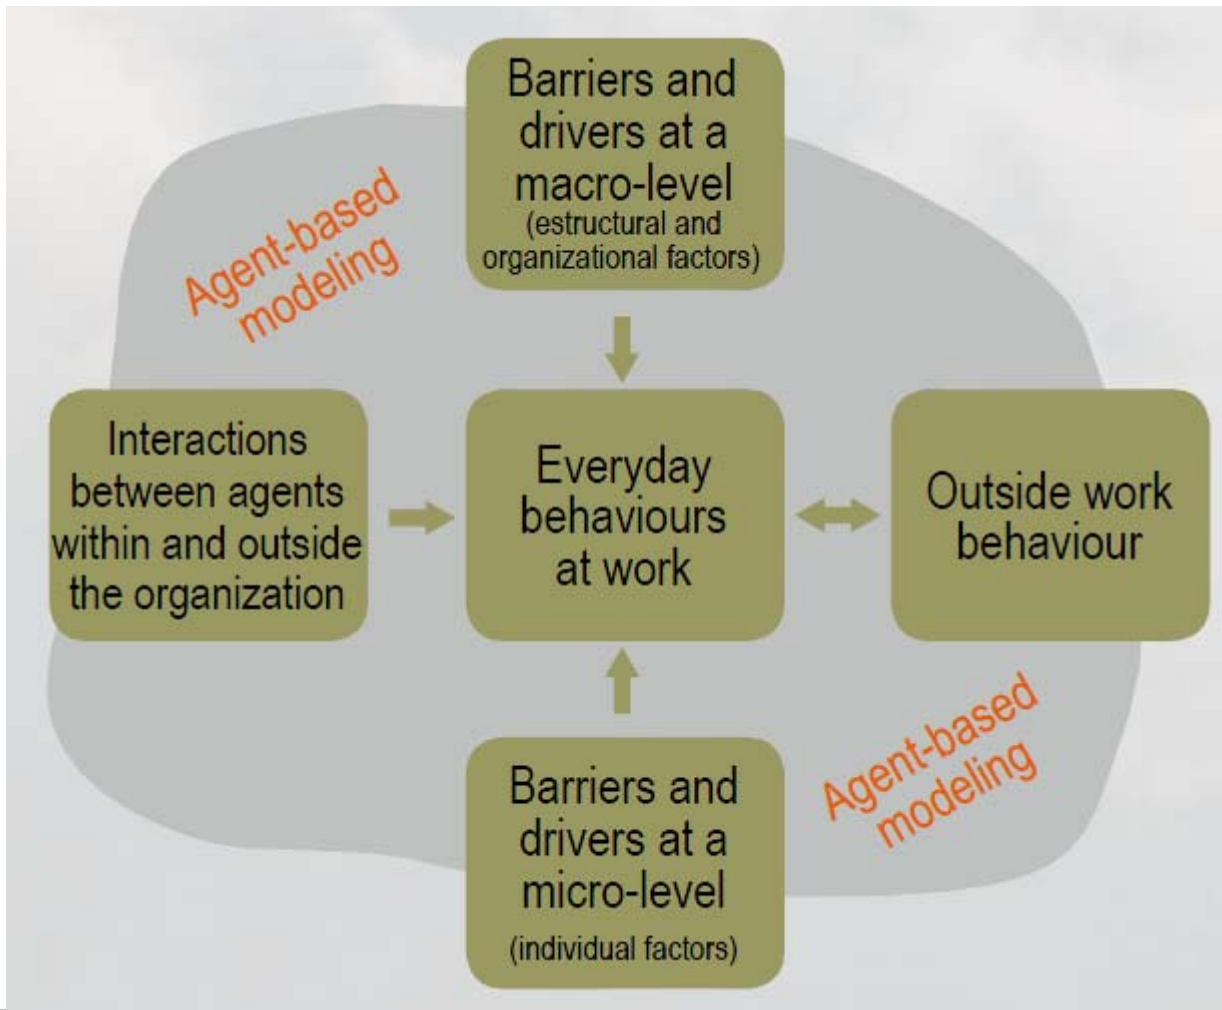 Barriers and
drivers at a
macro-level
(estructural and
organizational factors)
Agent-based
modeling
Interactions
between agents
within and outside
the organization
Everyday
behaviours
at work
Outside work
behaviour
Barriers and
drivers at a
micro-level
(individual factors)
Agent-based
modeling